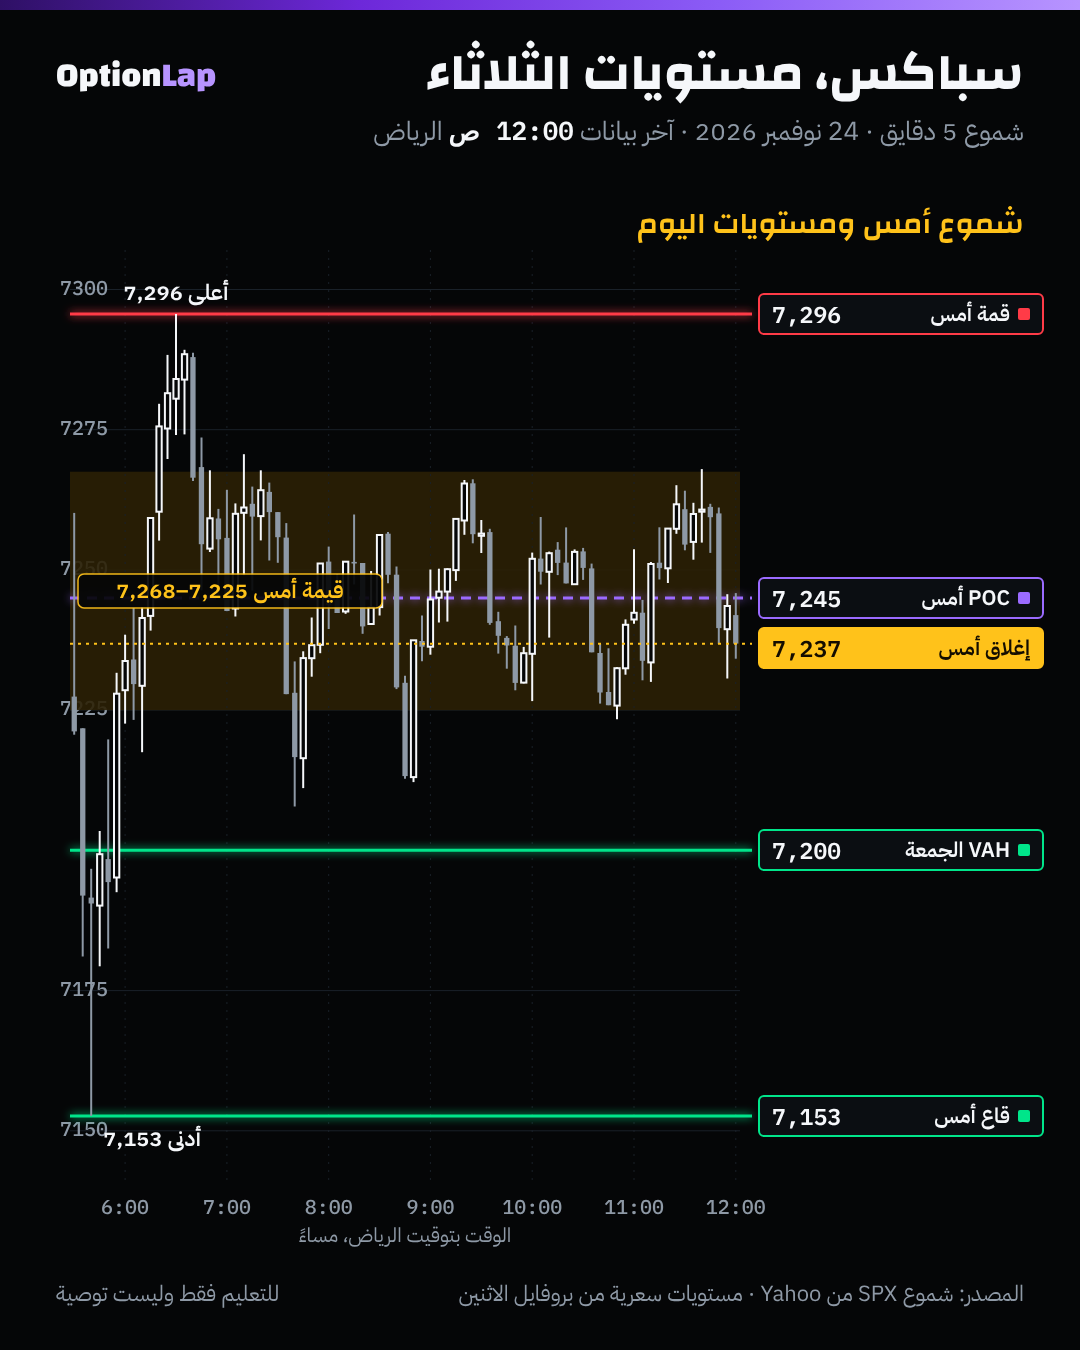 سباكس، مستويات الثلاثاء
OptionLap
شموع 5 دقايق · 24 نوفمبر 2026 · آخر بيانات 12:00 ص الرياض
شموع أمس ومستويات اليوم
7300
أعلى 7,296
قمة أمس 7,296
7275
7250
قيمة أمس 7,225–7,268
POC أمس 7,245
إغلاق أمس 7,237
7225
VAH الجمعة 7,200
7175
قاع أمس 7,153
7150
أدنى 7,153
6:00 7:00 8:00 9:00 10:00 11:00 12:00
الوقت بتوقيت الرياض، مساءً
المصدر: شموع SPX من Yahoo · مستويات سعرية من بروفايل الاثنين
للتعليم فقط وليست توصية